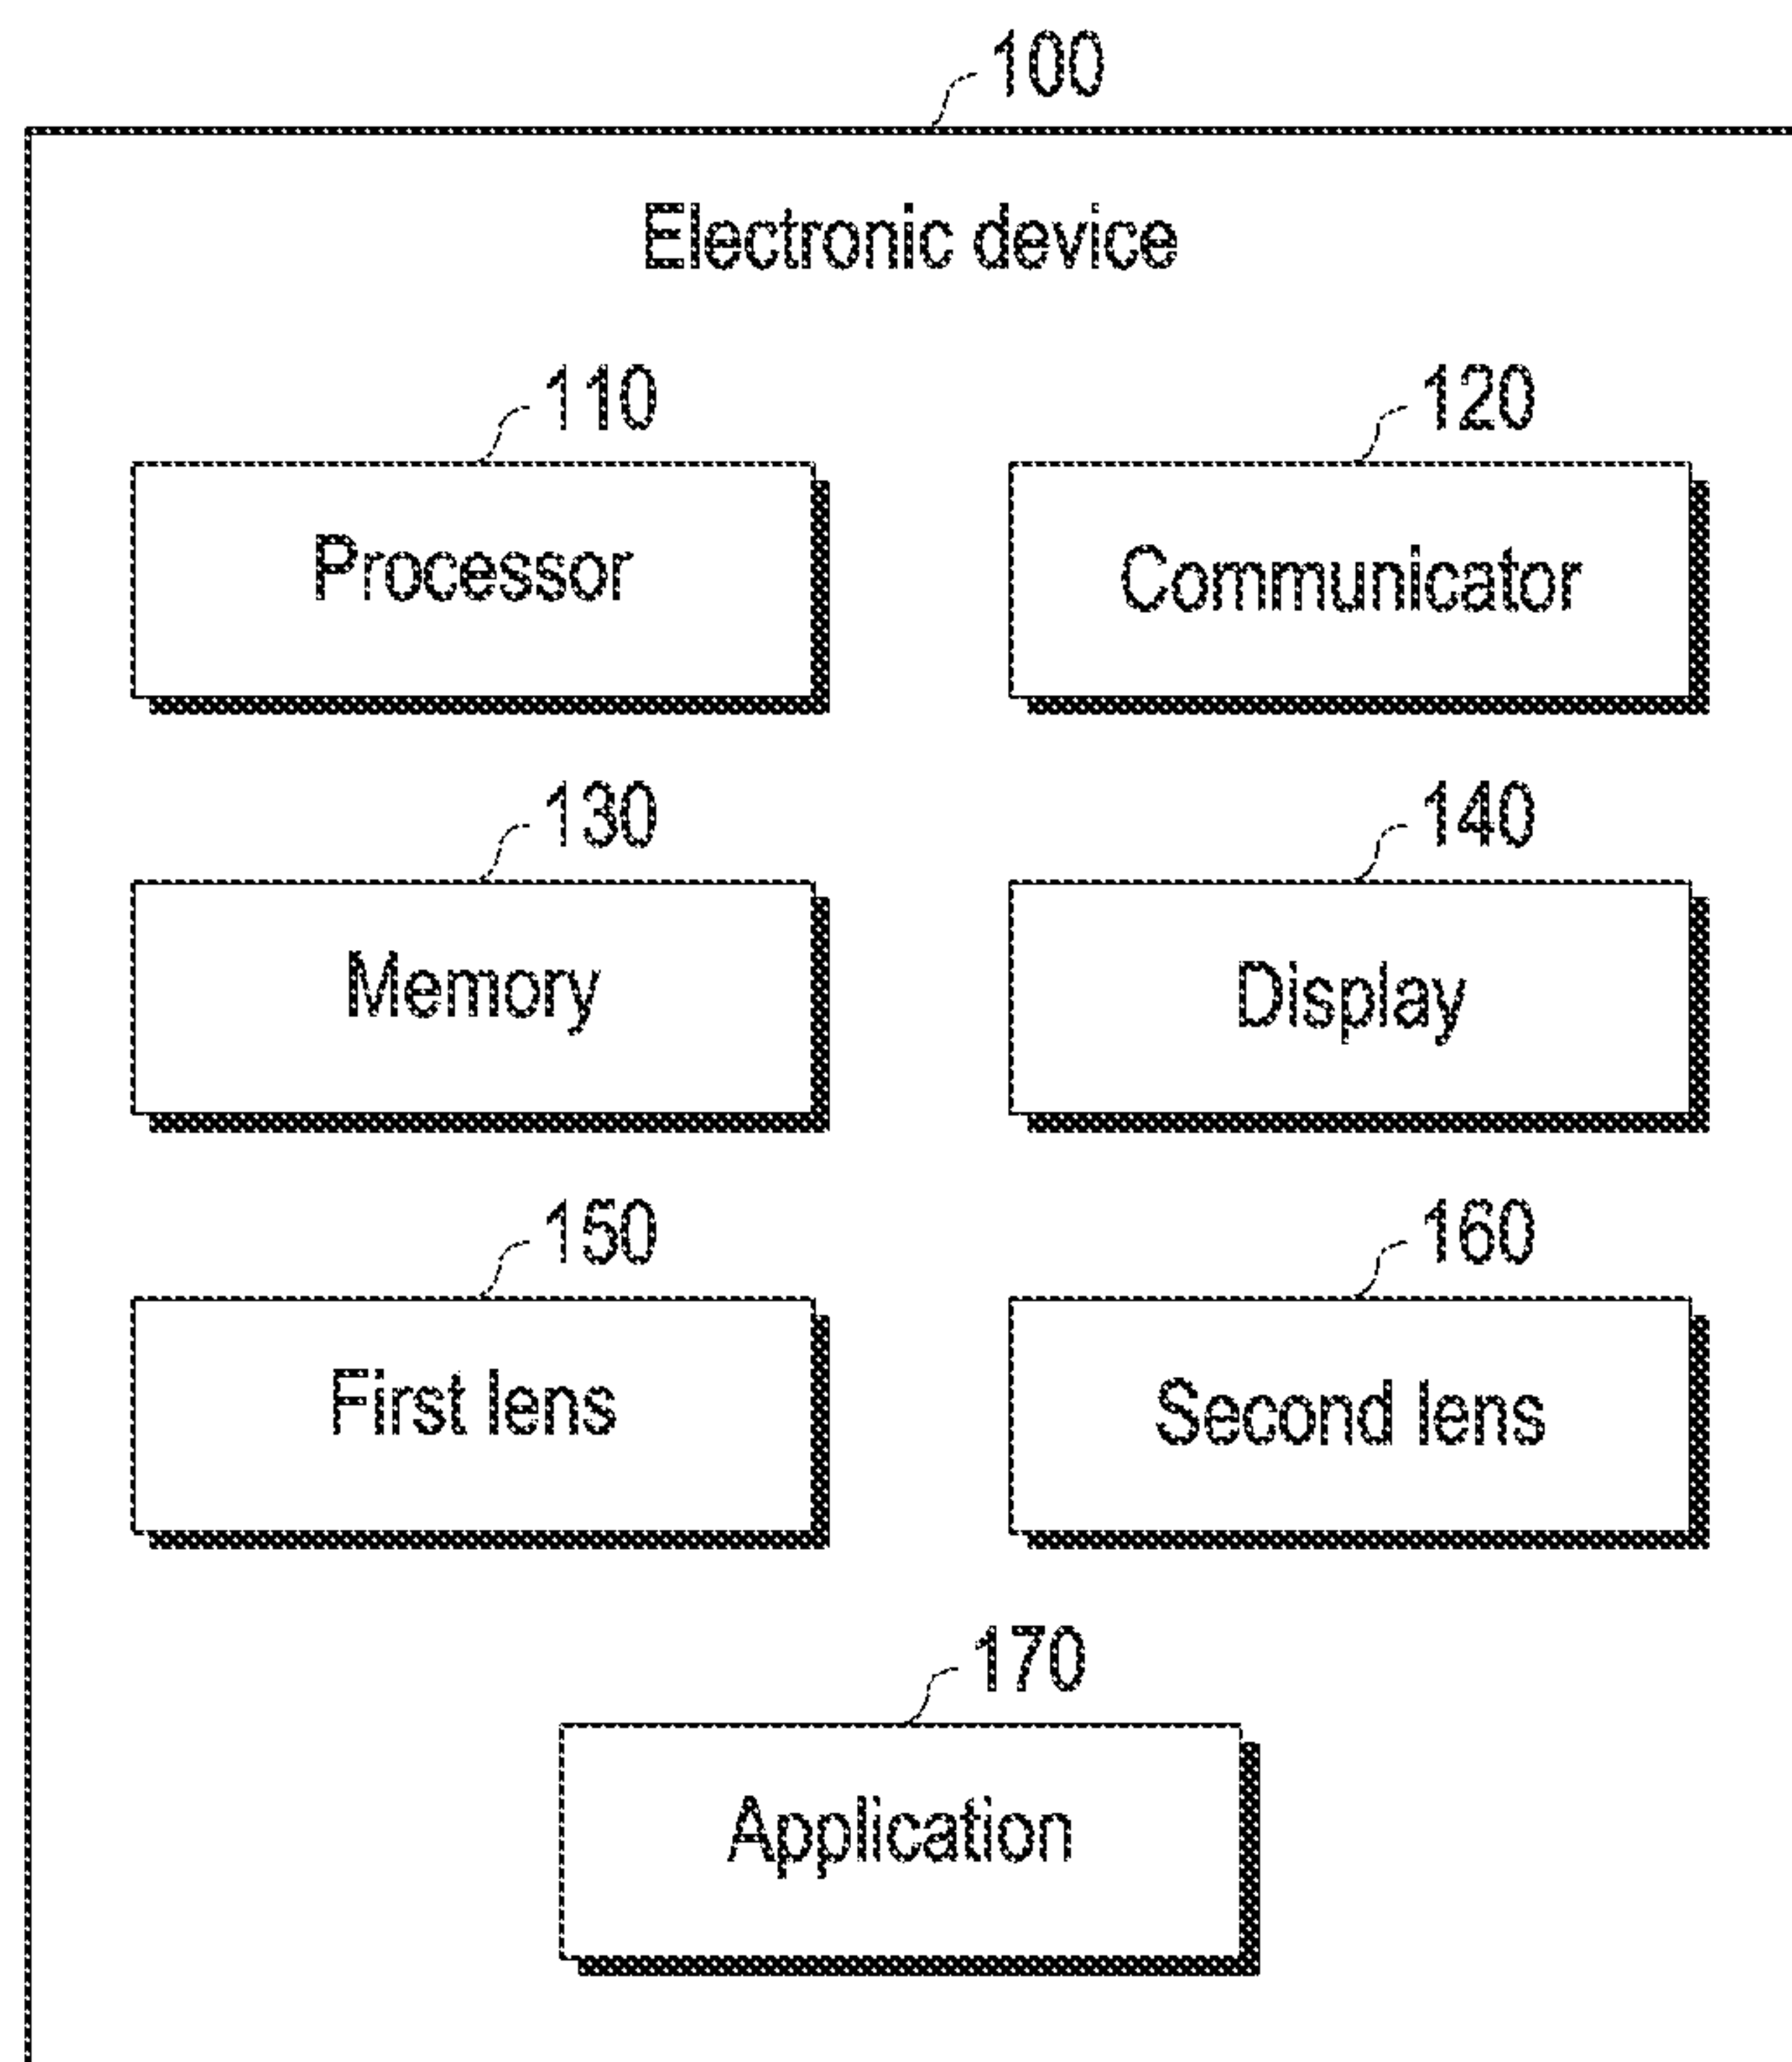 100
Electronic device
110
120
Processor
Communicator
130
140
Memory
Display
150
160
First lens
Second lens
170
Application